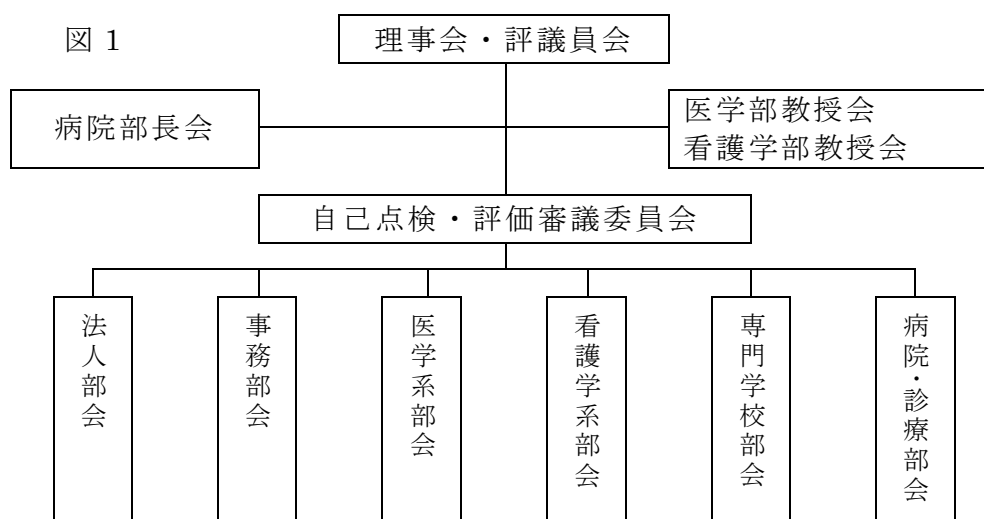 図 1
理事会・評議員会
病院部長会
医学部教授会
看護学部教授会
自己点検・評価審議委員会
法人部会
事務部会
医学系部会
看護学系部会
専門学校部会
病院・診療部会